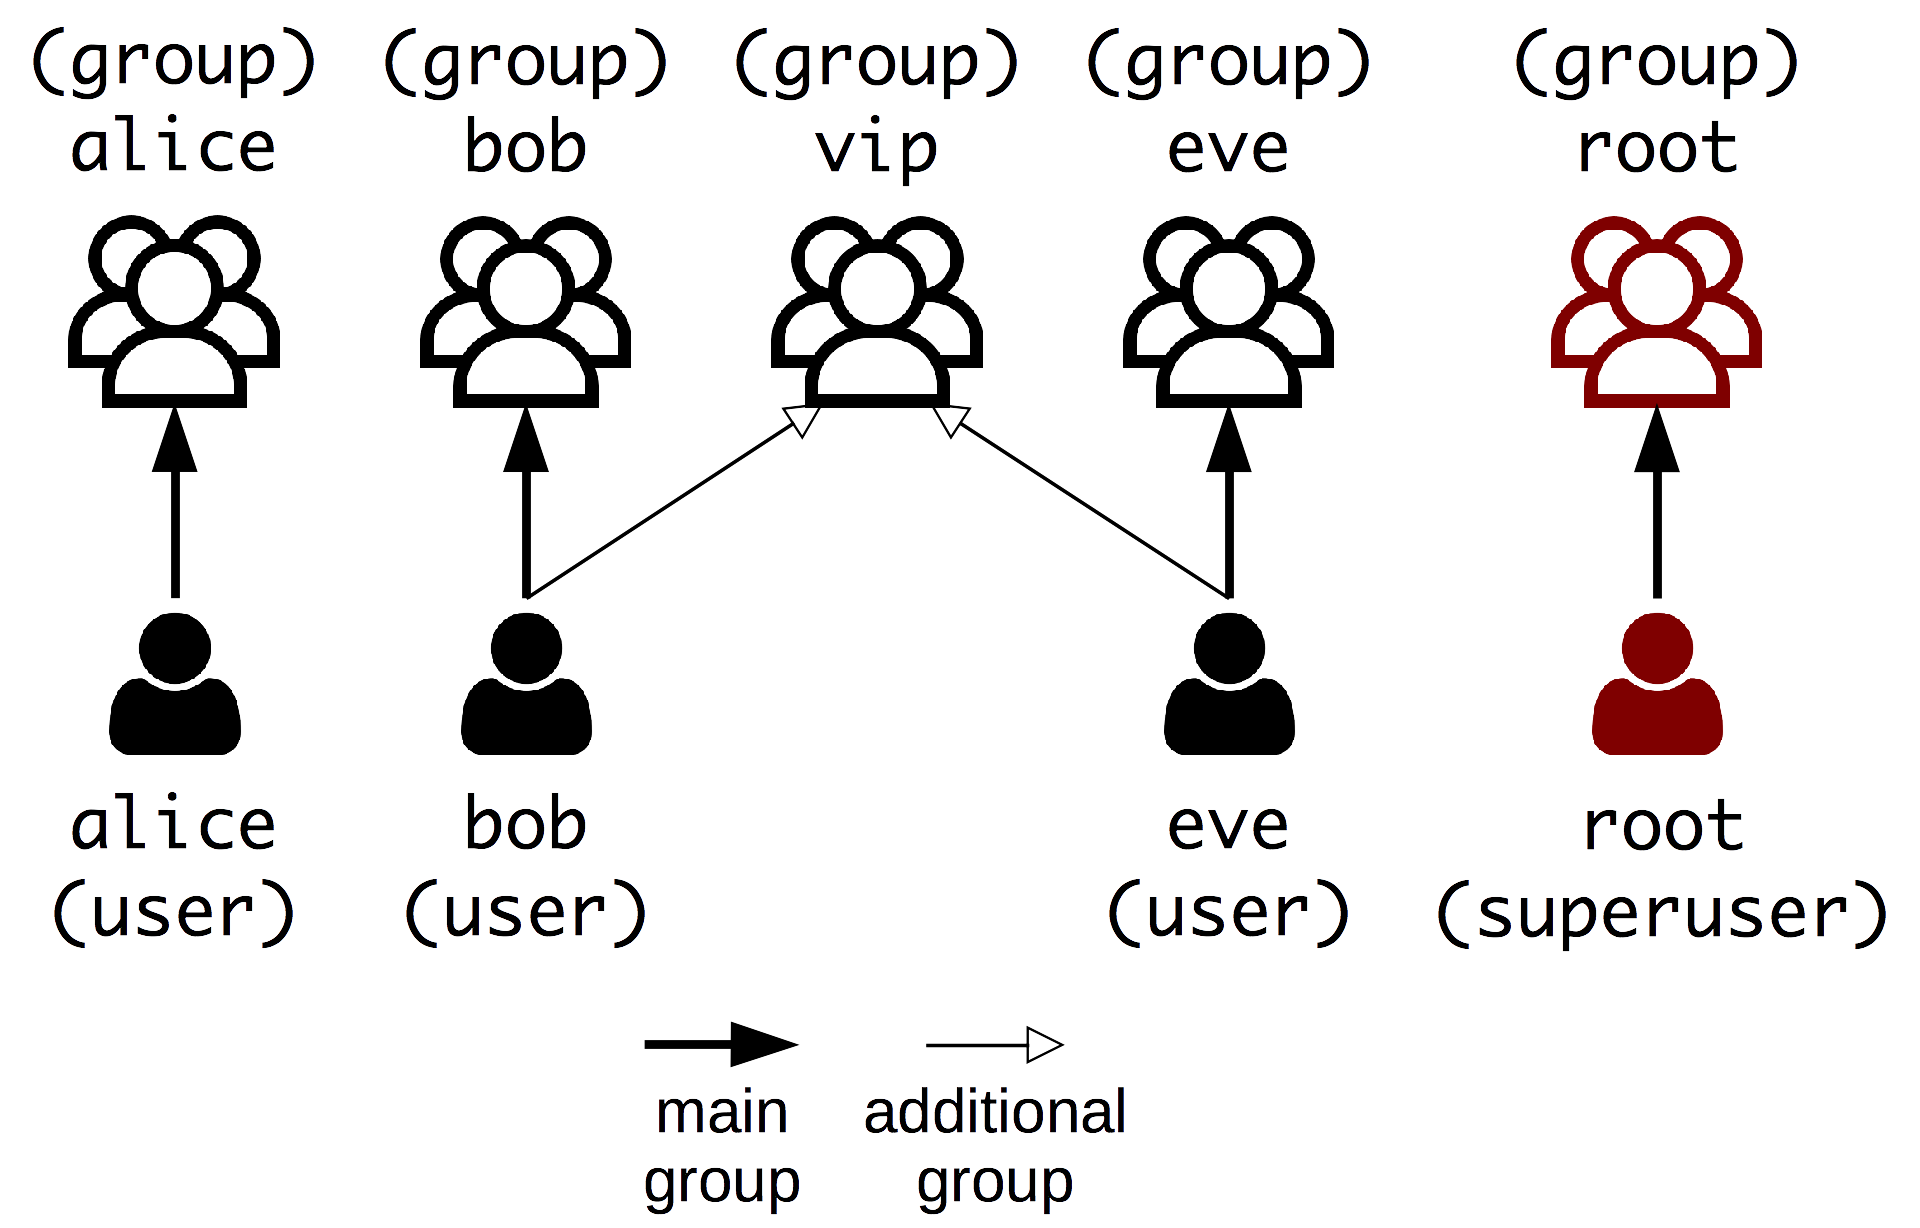 (group) (group) (group) (group) (group)
alice bob vip eve root
alice bob eve root
(user) (user) (user) (superuser)
main additional
group group